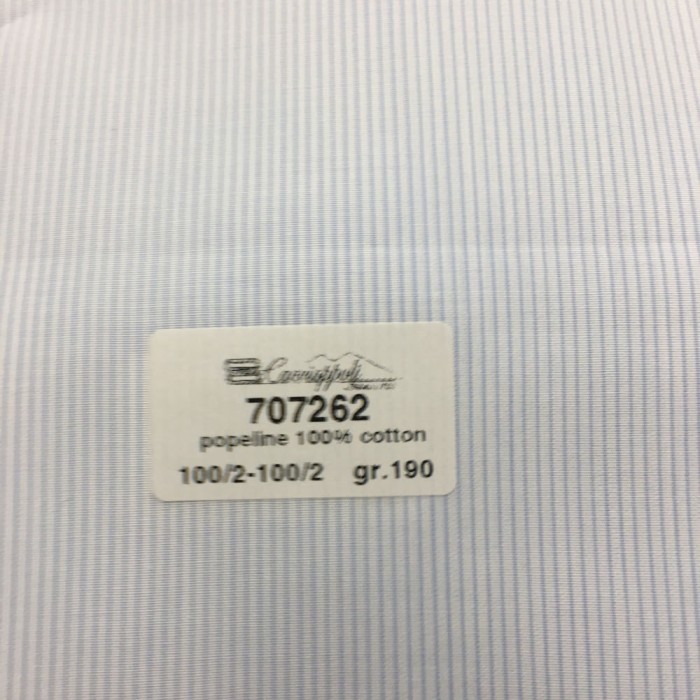 707262
popeline 100% cotton
100/2-100/2 gr.190